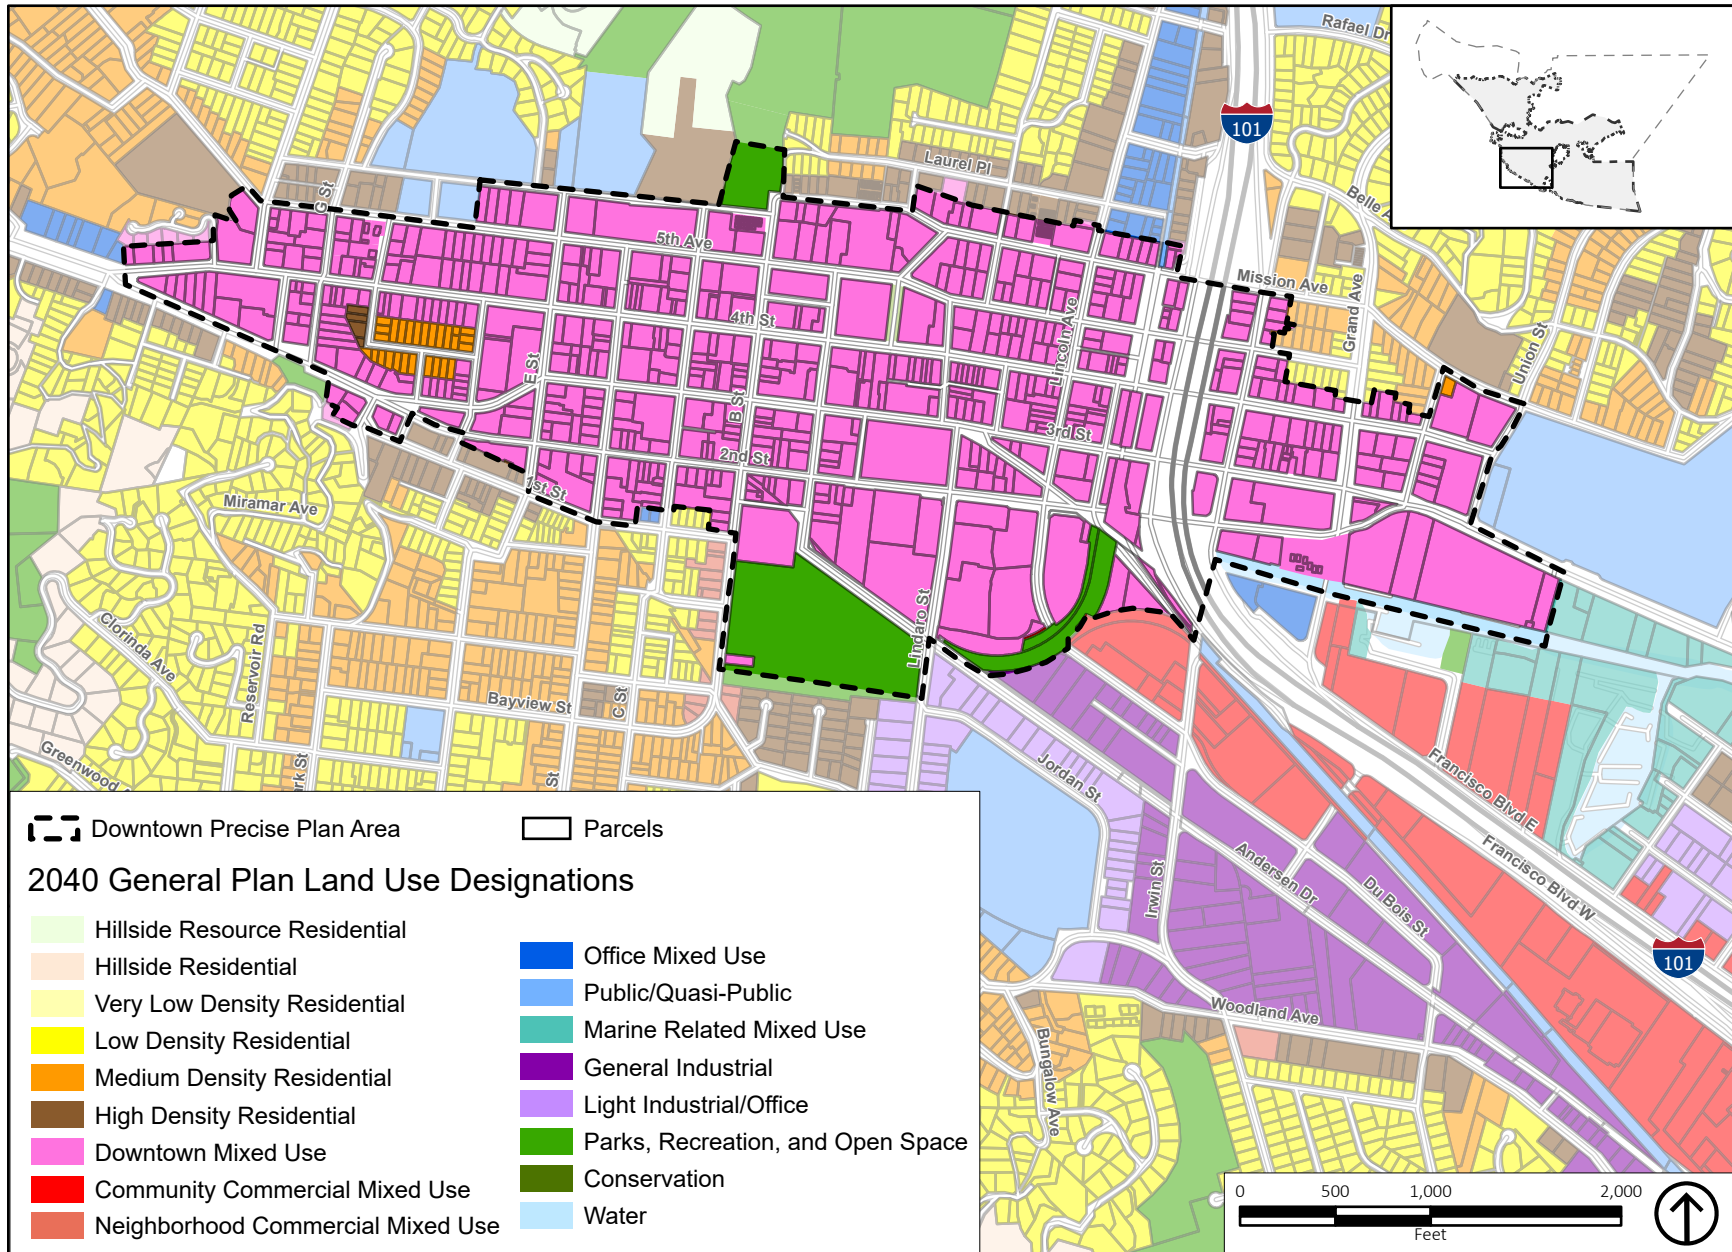 Rafael Dr
101
Laurel Pl
Belle A
G St
5th Ave
Mission Ave
Grand Ave
Union St
4th St
Lincoln Ave
E St
B St
3rd St
2nd St
1st St
Miramar Ave
Lindaro St
Clorinda Ave
Reservoir Rd
Bayview St
C St
Greenwood
ark St
St
Jordan St
Francisco Blvd E
Francisco Blvd W
Andersen Dr
Du Bois St
Irwin St
101
Woodland Ave
Bungalow Ave
Downtown Precise Plan Area
Parcels
2040 General Plan Land Use Designations
Hillside Resource Residential
Hillside Residential
Very Low Density Residential
Low Density Residential
Medium Density Residential
High Density Residential
Downtown Mixed Use
Community Commercial Mixed Use
Neighborhood Commercial Mixed Use
Office Mixed Use
Public/Quasi-Public
Marine Related Mixed Use
General Industrial
Light Industrial/Office
Parks, Recreation, and Open Space
Conservation
Water
0 500 1,000 2,000
Feet